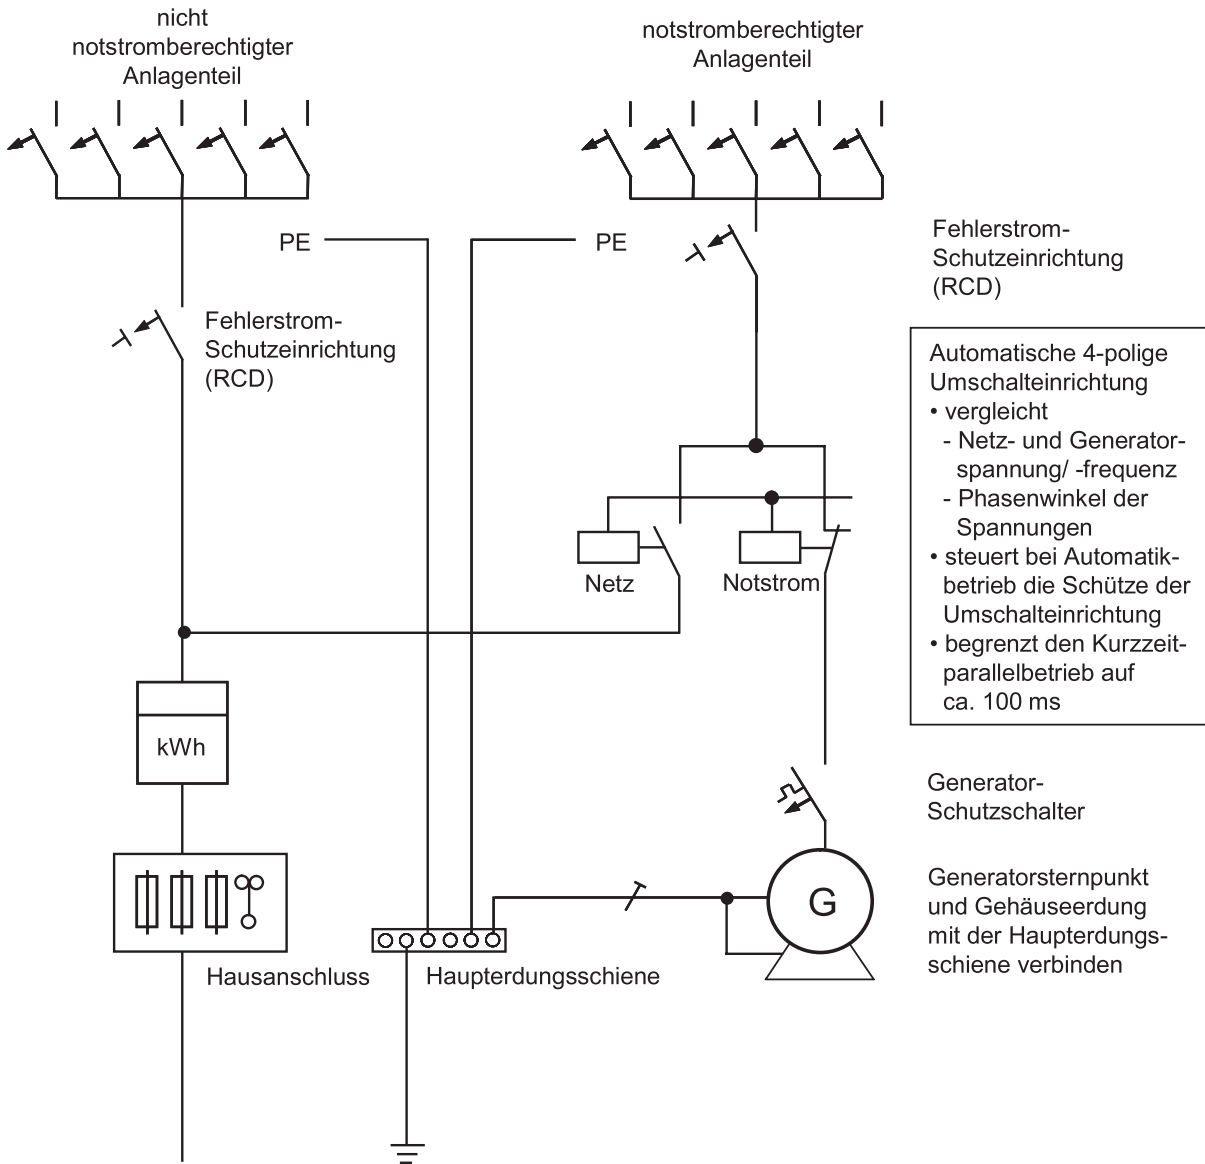 nicht
notstromberechtigter
Anlagenteil
notstromberechtigter
Anlagenteil
PE
PE
Fehlerstrom-
Schutzeinrichtung
(RCD)
Fehlerstrom-
Schutzeinrichtung
(RCD)
Automatische 4-polige
Umschalteinrichtung
• vergleicht
- Netz- und Generator-
spannung/ -frequenz
- Phasenwinkel der
Spannungen
• steuert bei Automatik-
betrieb die Schütze der
Umschalteinrichtung
• begrenzt den Kurzzeit-
parallelbetrieb auf
ca. 100 ms
Netz
Notstrom
kWh
Generator-
Schutzschalter
G
Generatorsternpunkt
und Gehäuseerdung
mit der Haupterdungs-
schiene verbinden
Hausanschluss
Haupterdungsschiene